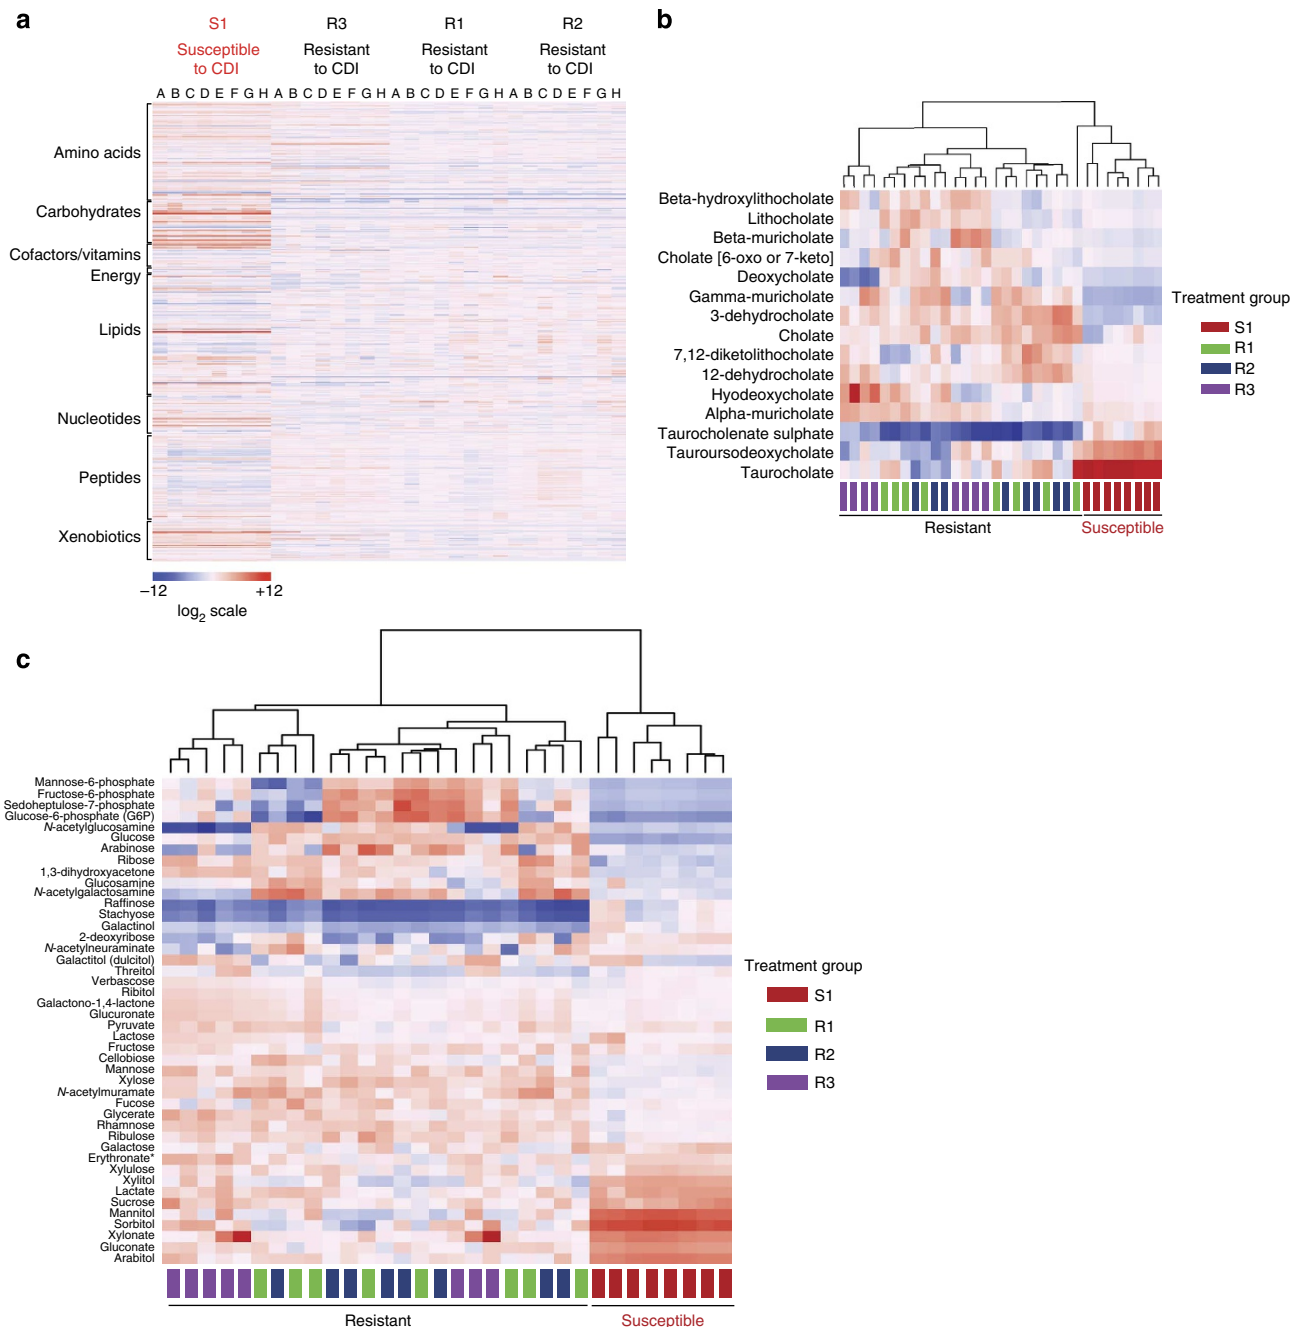 a
S1 R3 R1 R2
Susceptible to CDI
Resistant to CDI
Resistant to CDI
Resistant to CDI
A B C D E F G H A B C D E F G H A B C D E F G H A B C D E F G H
Amino acids
Carbohydrates
Cofactors/vitamins
Energy
Lipids
Nucleotides
Peptides
Xenobiotics
–12 +12
log2 scale
b
Beta-hydroxylithocholate
Lithocholate
Beta-muricholate
Cholate [6-oxo or 7-keto]
Deoxycholate
Gamma-muricholate
3-dehydrocholate
Cholate
7,12-diketolithocholate
12-dehydrocholate
Hyodeoxycholate
Alpha-muricholate
Taurocholenate sulphate
Tauroursodeoxycholate
Taurocholate
Resistant Susceptible
Treatment group
S1
R1
R2
R3
c
Mannose-6-phosphate
Fructose-6-phosphate
Sedoheptulose-7-phosphate
Glucose-6-phosphate (G6P)
N-acetylglucosamine
Glucose
Arabinose
Ribose
1,3-dihydroxyacetone
Glucosamine
N-acetylgalactosamine
Raffinose
Stachyose
Galactinol
2-deoxyribose
N-acetylneuraminate
Galactitol (dulcitol)
Threitol
Verbascose
Ribitol
Galactono-1,4-lactone
Glucuronate
Pyruvate
Lactose
Fructose
Cellobiose
Mannose
Xylose
N-acetylmuramate
Fucose
Glycerate
Rhamnose
Ribulose
Galactose
Erythronate*
Xylulose
Xylitol
Lactate
Sucrose
Mannitol
Sorbitol
Xylonate
Gluconate
Arabitol
Resistant Susceptible
Treatment group
S1
R1
R2
R3